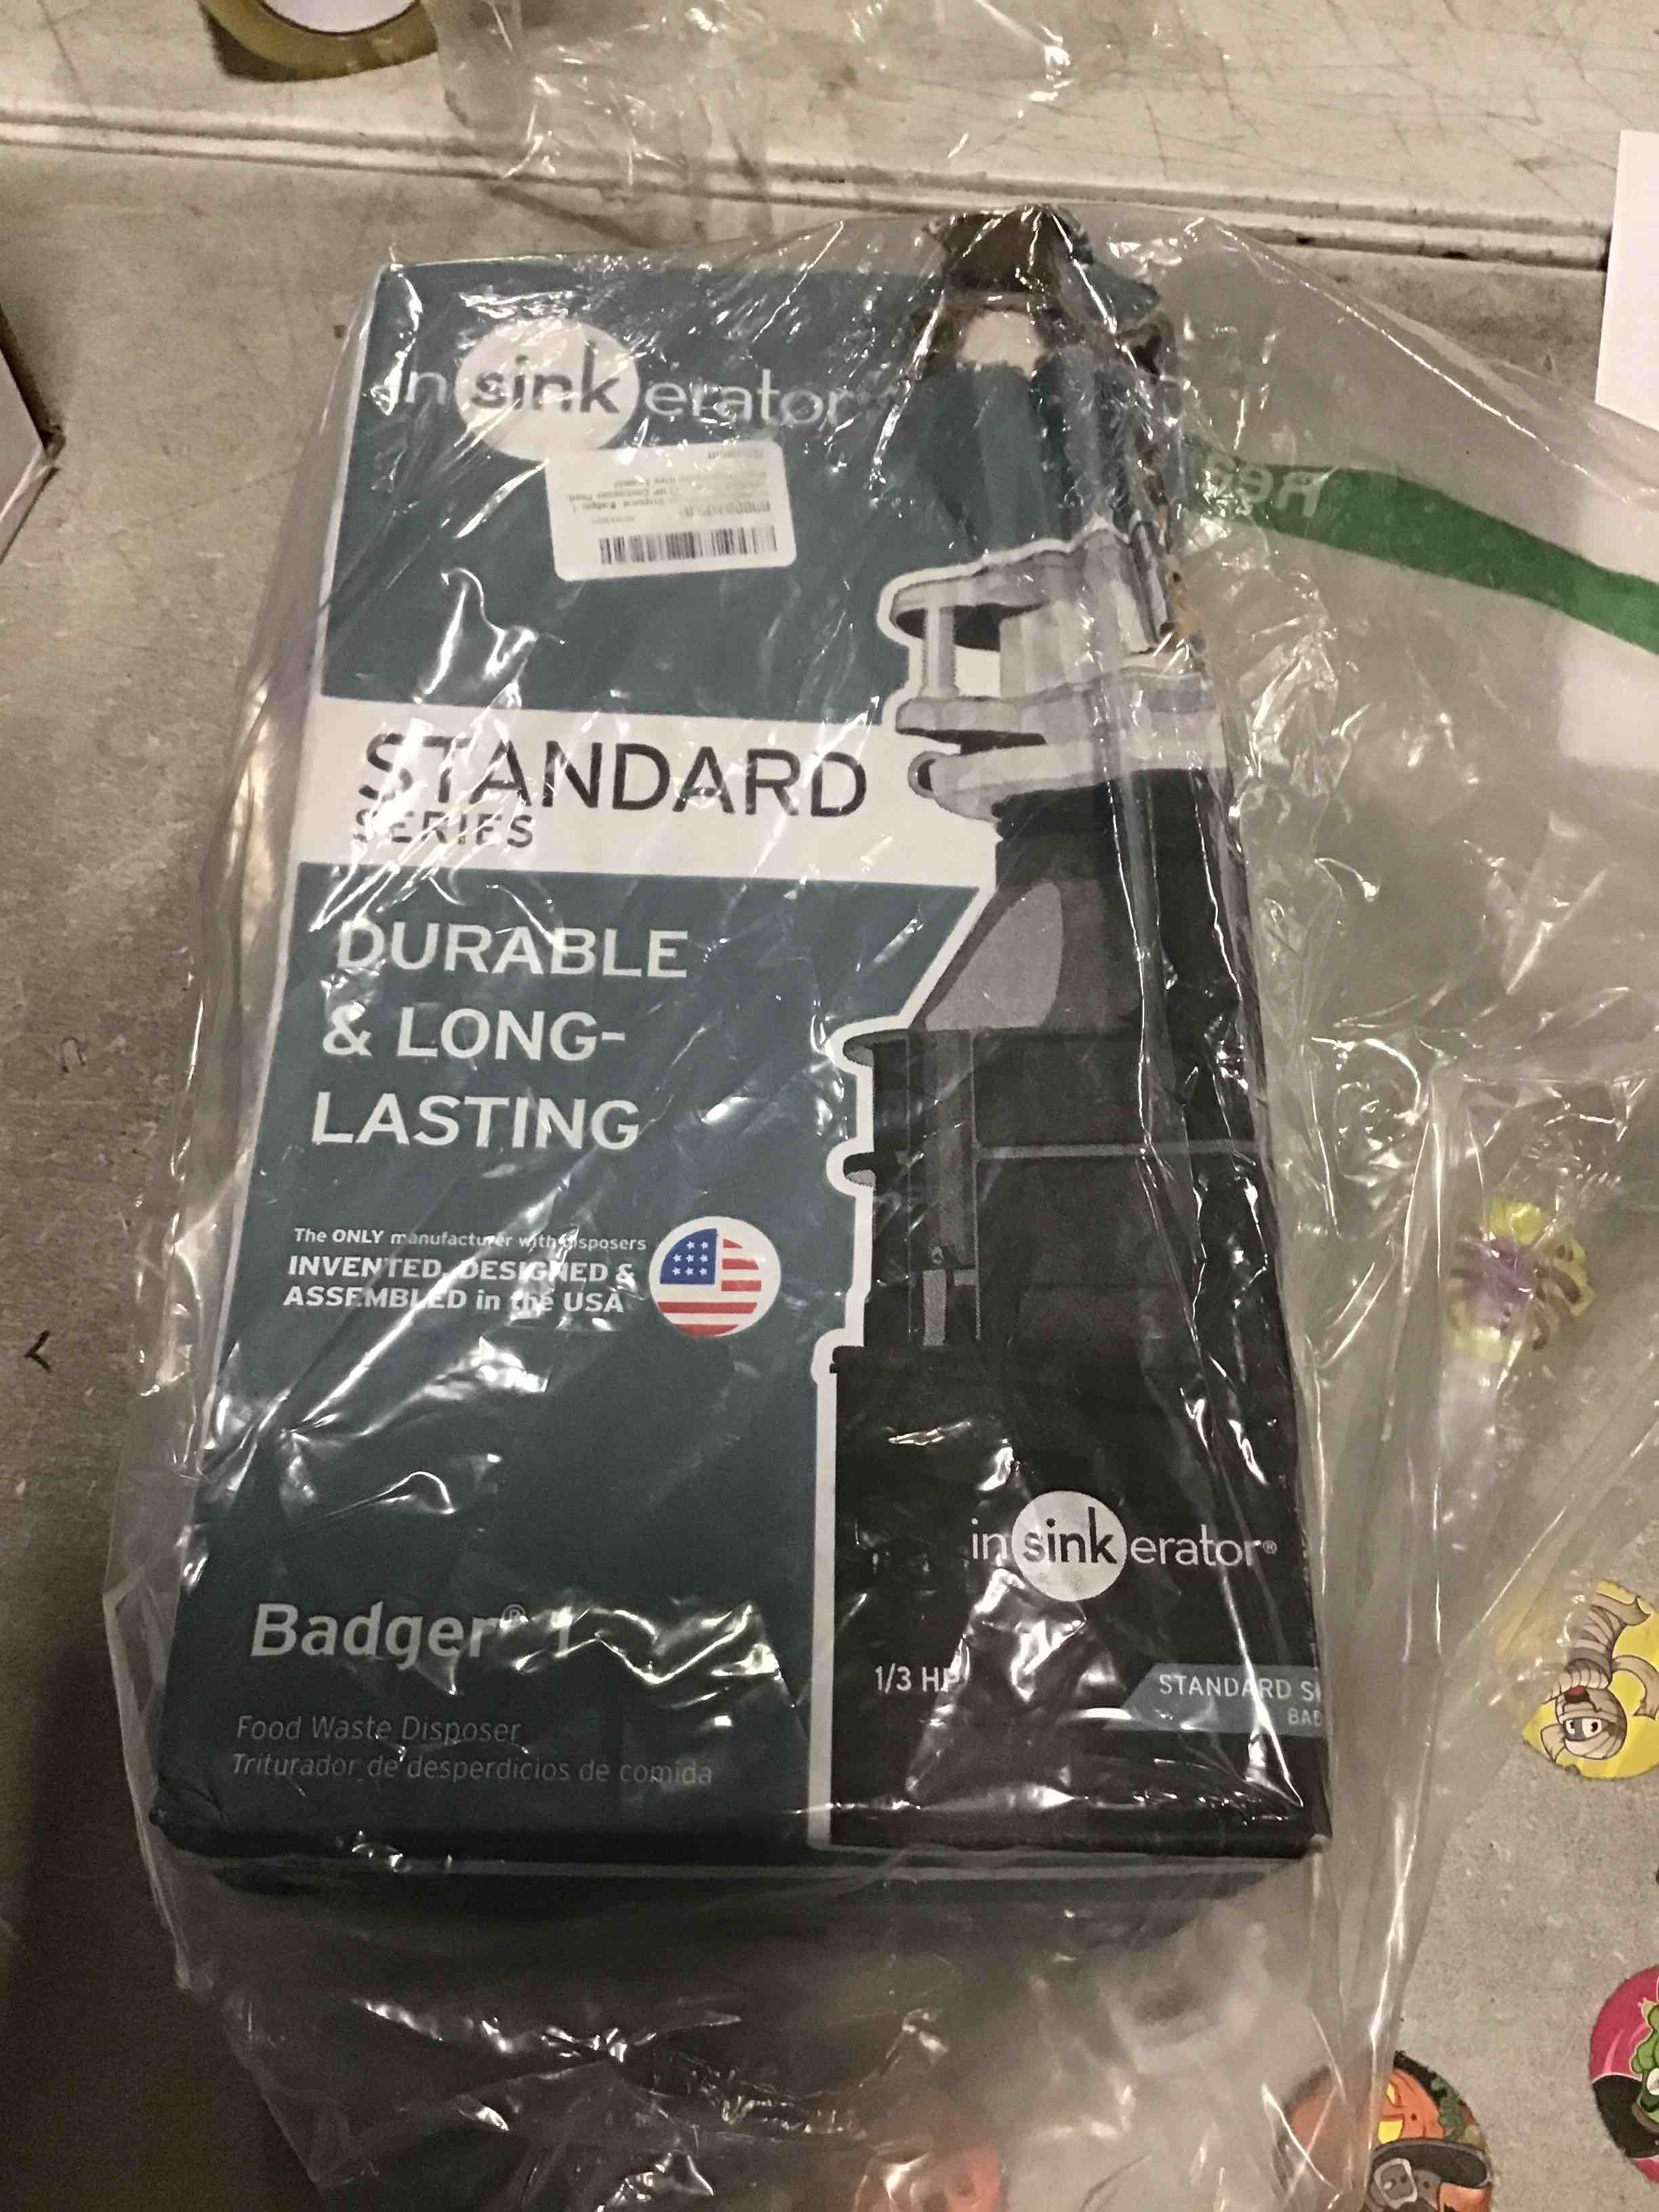 insinkerator
STANDARD
SERIES
DURABLE
& LONG-
LASTING
The ONLY manufacturer with disposers
INVENTED, DESIGNED &
ASSEMBLED in the USA
insinkerator®
Badger® 1
1/3 HP
STANDARD
Food Waste Disposer
Triturador de desperdicios de comida